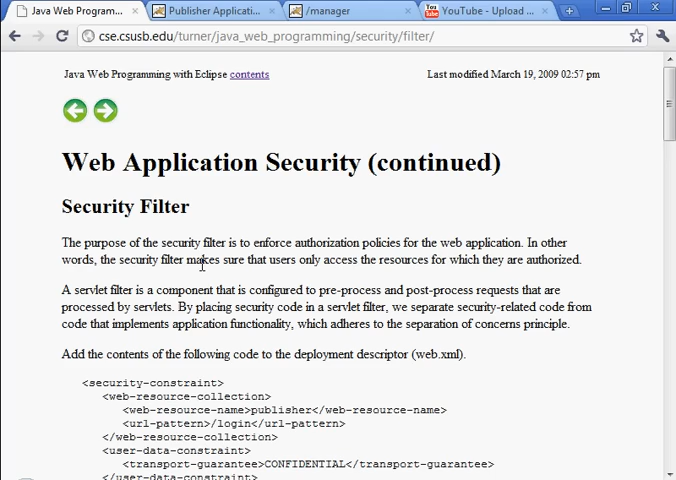 Java Web Program...
Publisher Applicati...
/manager
YouTube - Upload ...
cse.csusb.edu/turner/java_web_programming/security/filter/
Java Web Programming with Eclipse contents
Last modified March 19, 2009 02:57 pm
Web Application Security (continued)
Security Filter
The purpose of the security filter is to enforce authorization policies for the web application. In other
words, the security filter makes sure that users only access the resources for which they are authorized.
A servlet filter is a component that is configured to pre-process and post-process requests that are
processed by servlets. By placing security code in a servlet filter, we separate security-related code from
code that implements application functionality, which adheres to the separation of concerns principle.
Add the contents of the following code to the deployment descriptor (web.xml).
<security-constraint>
<web-resource-collection>
<web-resource-name>publisher</web-resource-name>
<url-pattern>/login</url-pattern>
</web-resource-collection>
<user-data-constraint>
<transport-guarantee>CONFIDENTIAL</transport-guarantee>
</user-data-constraint>